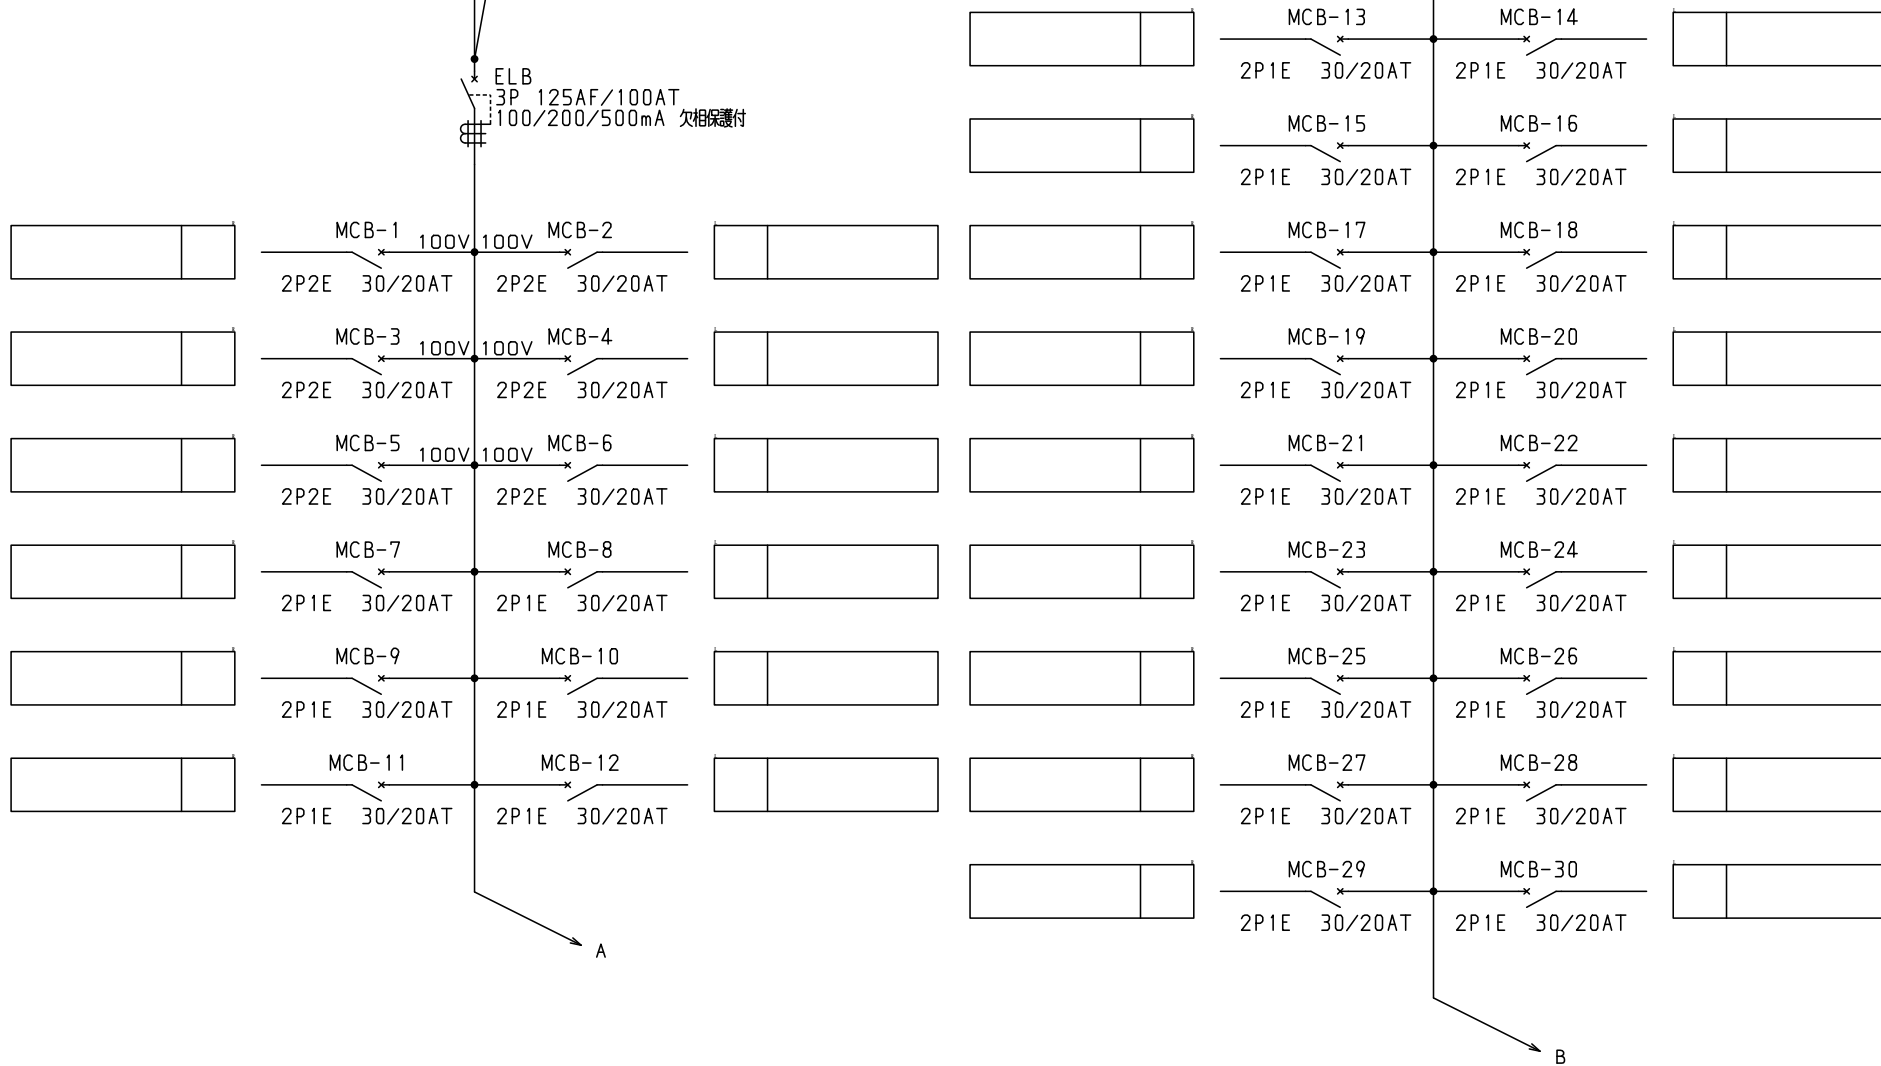 ELB
3P 125AF/100AT
100/200/500mA 欠相保護付
MCB-1 100V 100V MCB-2
2P2E 30/20AT 2P2E 30/20AT
MCB-3 100V 100V MCB-4
2P2E 30/20AT 2P2E 30/20AT
MCB-5 100V 100V MCB-6
2P2E 30/20AT 2P2E 30/20AT
MCB-7 MCB-8
2P1E 30/20AT 2P1E 30/20AT
MCB-9 MCB-10
2P1E 30/20AT 2P1E 30/20AT
MCB-11 MCB-12
2P1E 30/20AT 2P1E 30/20AT
A
MCB-13 MCB-14
2P1E 30/20AT 2P1E 30/20AT
MCB-15 MCB-16
2P1E 30/20AT 2P1E 30/20AT
MCB-17 MCB-18
2P1E 30/20AT 2P1E 30/20AT
MCB-19 MCB-20
2P1E 30/20AT 2P1E 30/20AT
MCB-21 MCB-22
2P1E 30/20AT 2P1E 30/20AT
MCB-23 MCB-24
2P1E 30/20AT 2P1E 30/20AT
MCB-25 MCB-26
2P1E 30/20AT 2P1E 30/20AT
MCB-27 MCB-28
2P1E 30/20AT 2P1E 30/20AT
MCB-29 MCB-30
2P1E 30/20AT 2P1E 30/20AT
B